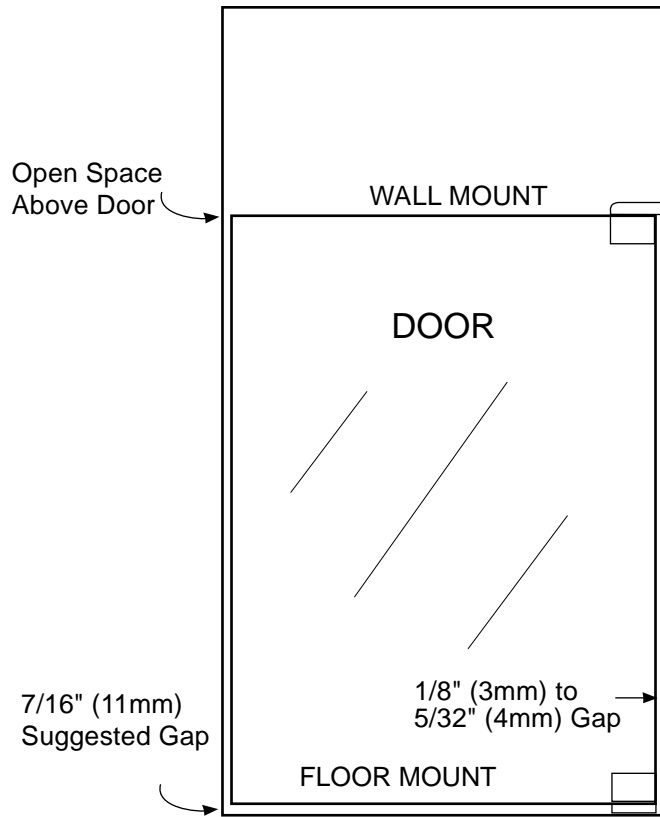 Open Space
Above Door
WALL MOUNT
DOOR
1/8" (3mm) to
5/32" (4mm) Gap
7/16" (11mm)
Suggested Gap
FLOOR MOUNT